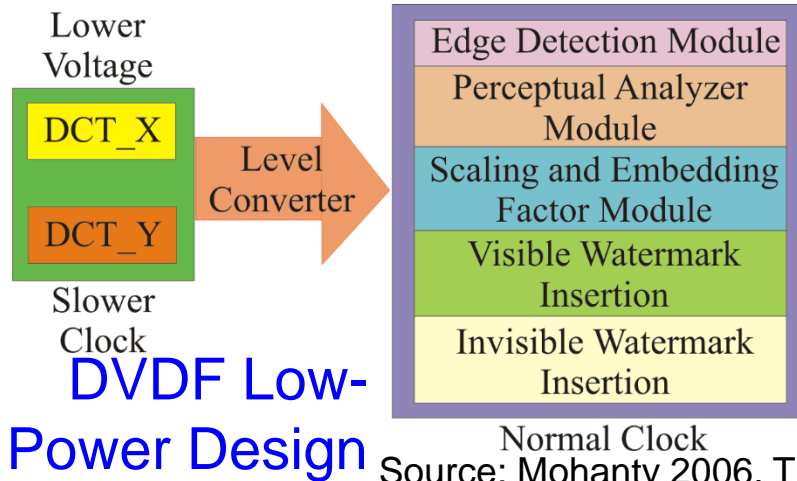 Lower
Voltage
DCT_X
DCT_Y
Slower
Clock
Level
Converter
Edge Detection Module
Perceptual Analyzer
Module
Scaling and Embedding
Factor Module
Visible Watermark
Insertion
Invisible Watermark
Insertion
Normal Clock
DVDF Low-
Power Design
Source: Mohanty 2006, T